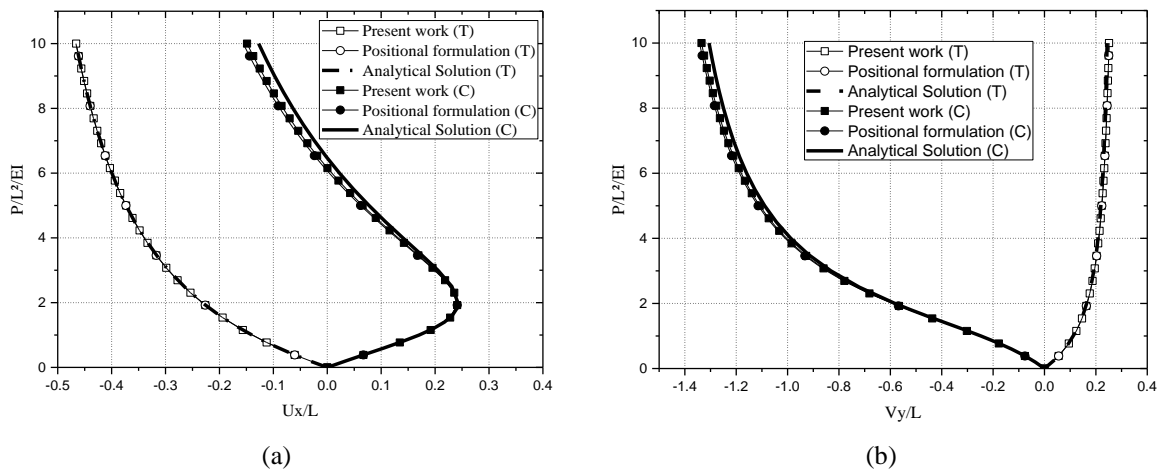 Present work (T)
Positional formulation (T)
Analytical Solution (T)
Present work (C)
Positional formulation (C)
Analytical Solution (C)
10
8
6
4
2
0
P/L²/EI
-0.5 -0.4 -0.3 -0.2 -0.1 0.0 0.1 0.2 0.3 0.4
Ux/L
(a)
Present work (T)
Positional formulation (T)
Analytical Solution (T)
Present work (C)
Positional formulation (C)
Analytical Solution (C)
10
8
6
4
2
0
P/L²/EI
-1.4 -1.2 -1.0 -0.8 -0.6 -0.4 -0.2 0.0 0.2 0.4
Vy/L
(b)